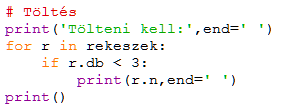 # Töltés
print('Tölteni kell:',end=' ')
for r in rekeszek:
    if r.db < 3:
        print(r.n,end=' ')
print()